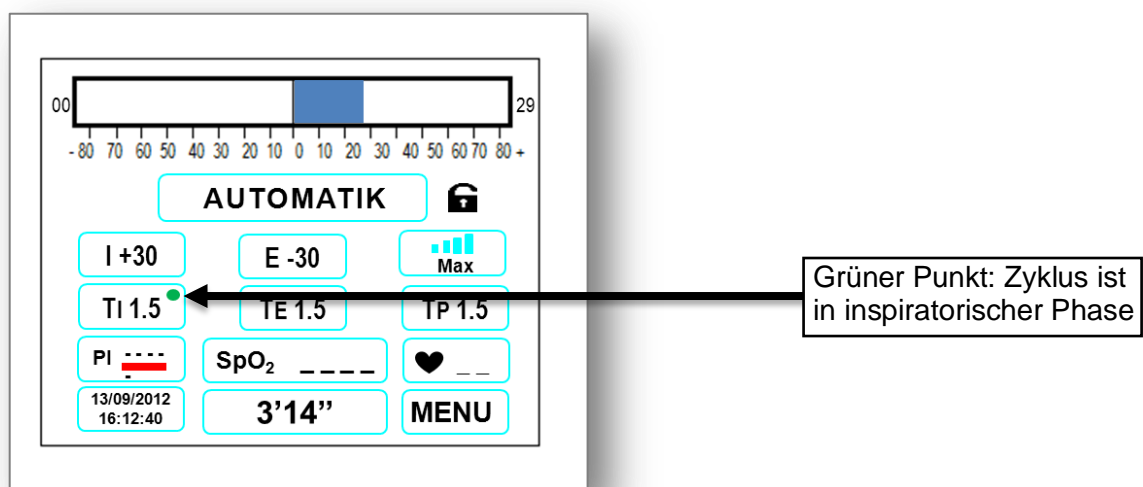 00 29
- 80 70 60 50 40 30 20 10 0 10 20 30 40 50 60 70 80 +
AUTOMATIK
I +30 E -30 Max
TI 1.5 TE 1.5 TP 1.5
PI - - - - - SpO₂ _ _ _ _ _ _
13/09/2012
16:12:40
3’14’’ MENU
Grüner Punkt: Zyklus ist
in inspiratorischer Phase